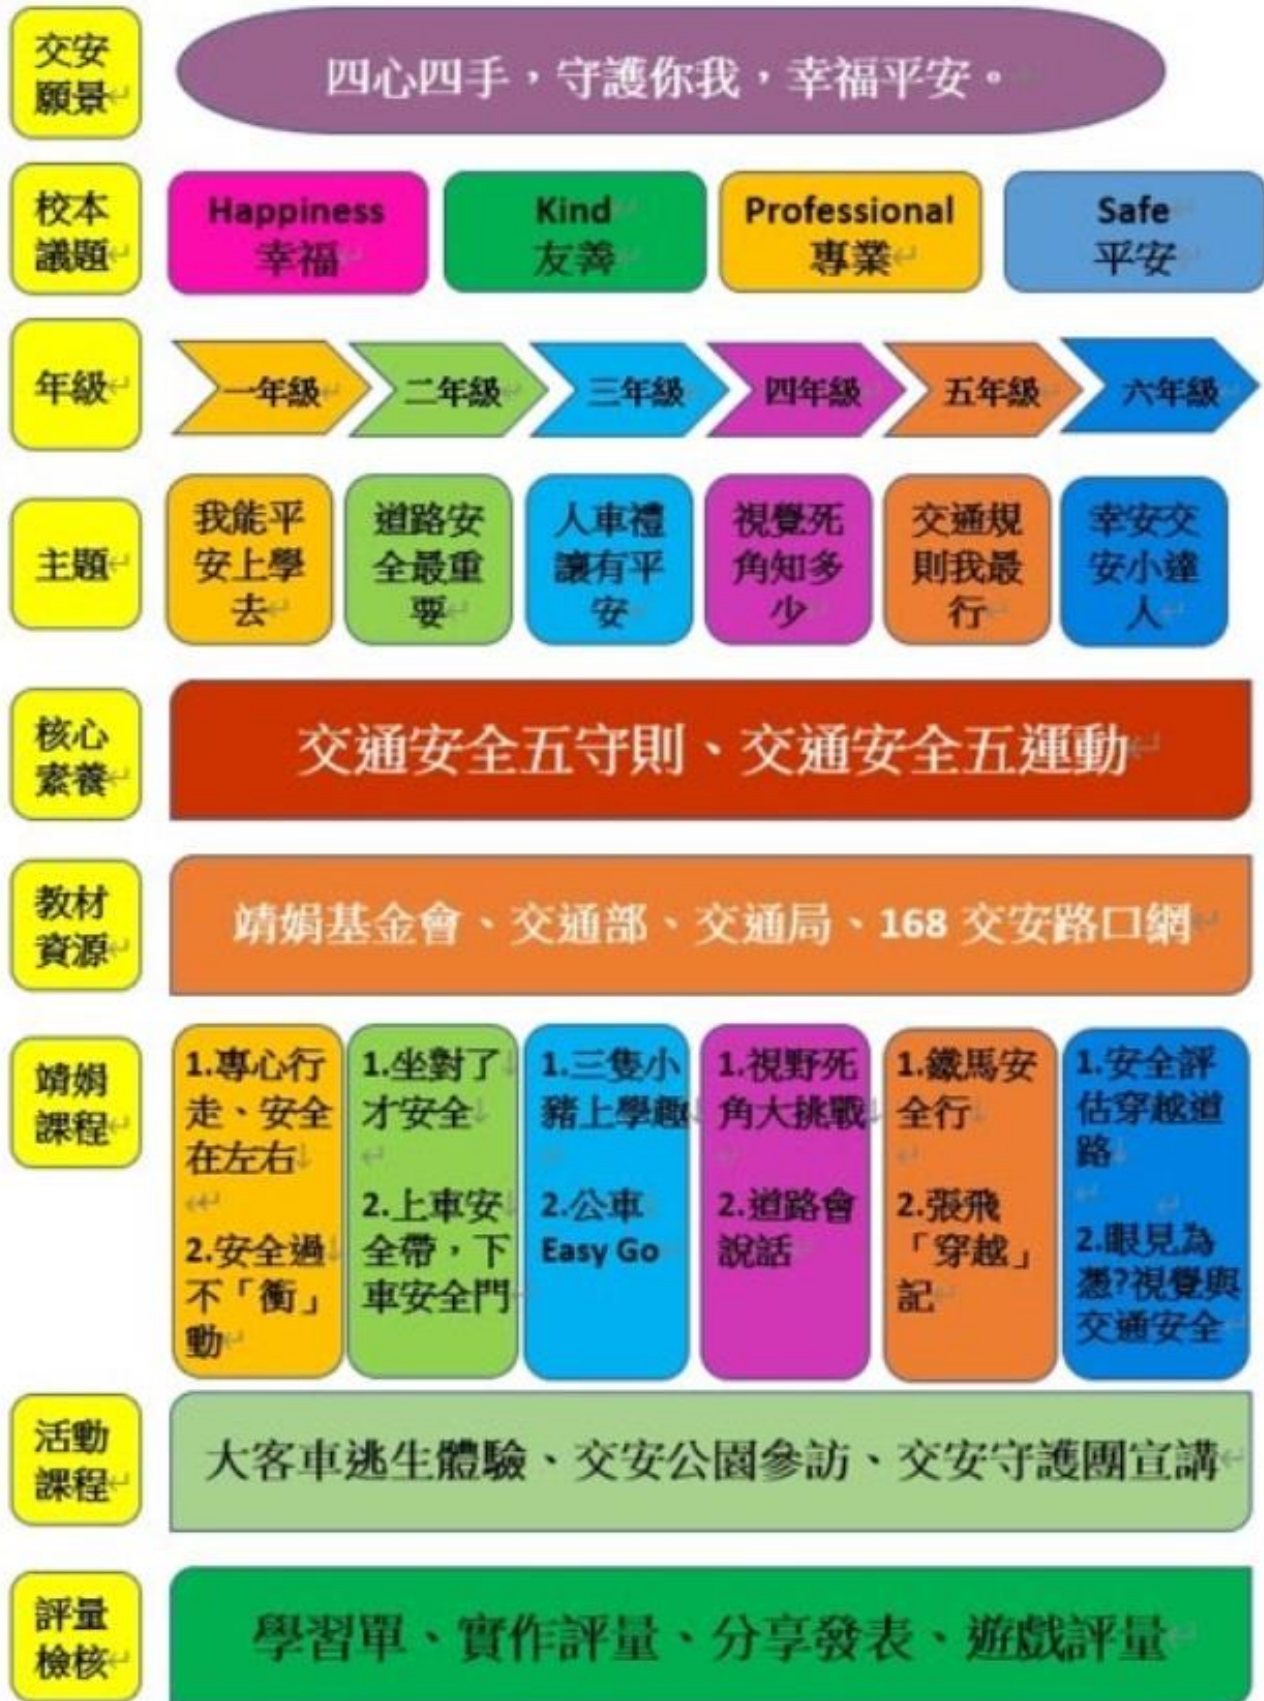 交安
願景
四心四手，守護你我，幸福平安。
校本
議題
Happiness
幸福
Kind
友善
Professional
專業
Safe
平安
年級
一年級
二年級
三年級
四年級
五年級
六年級
主題
我能平
安上學
去
道路安
全最重
要
人車禮
讓有平
安
視覺死
角知多
少
交通規
則我最
行
幸安交
安小達
人
核心
素養
交通安全五守則、交通安全五運動
教材
資源
靖娟基金會、交通部、交通局、168 交安路口網
靖娟
課程
1.專心行
走、安全
在左右
2.安全過
不「衝」
動
1.坐對了
才安全
2.上車安
全帶，下
車安全門
1.三隻小
豬上學趣
2.公車
Easy Go
1.視野死
角大挑戰
2.道路會
說話
1.鐵馬安
全行
2.張飛
「穿越」
記
1.安全評
估穿越道
路
2.眼見為
憑?視覺與
交通安全
活動
課程
大客車逃生體驗、交安公園參訪、交安守護團宣講
評量
檢核
學習單、實作評量、分享發表、遊戲評量